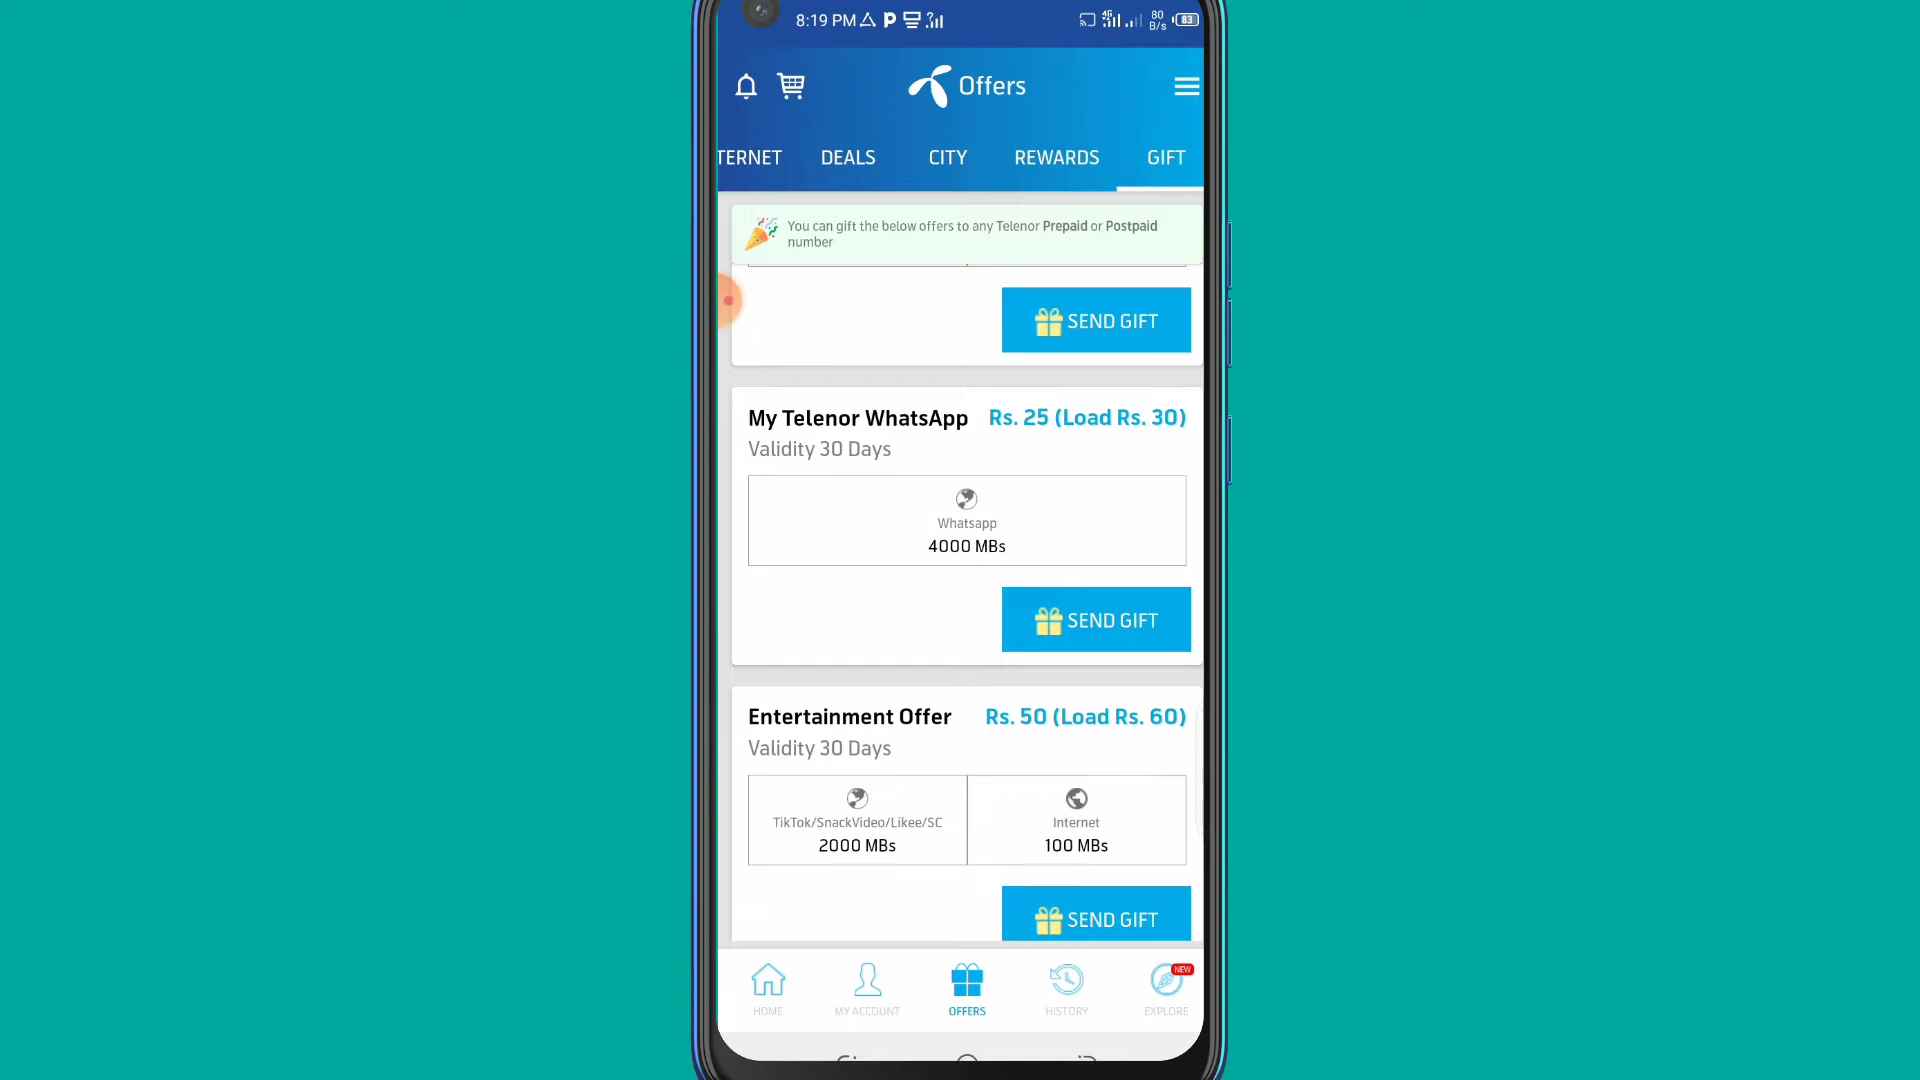 8:19 PM
4G
80
B/s
83
Offers
TERNET
DEALS
CITY
REWARDS
GIFT
You can gift the below offers to any Telenor Prepaid or Postpaid
number
SEND GIFT
My Telenor WhatsApp
Rs. 25 (Load Rs. 30)
Validity 30 Days
Whatsapp
4000 MBs
SEND GIFT
Entertainment Offer
Rs. 50 (Load Rs. 60)
Validity 30 Days
TikTok/SnackVideo/Likee/SC
Internet
2000 MBs
100 MBs
SEND GIFT
NEW
HOME
MY ACCOUNT
OFFERS
HISTORY
EXPLORE